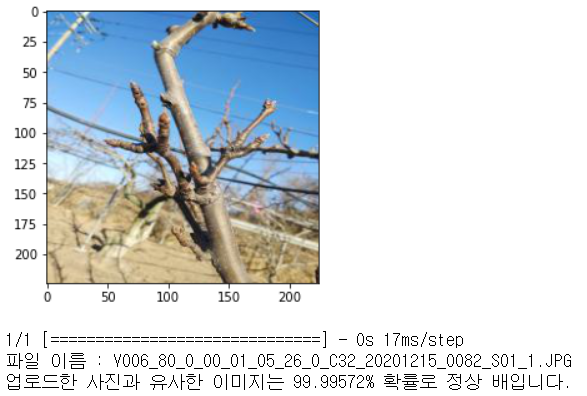 0
25
50
75
100
125
150
175
200
0 50 100 150 200
1/1 [==============================] - 0s 17ms/step
파일 이름 : V006_80_0_00_01_05_26_0_C32_20201215_0082_S01_1.JPG
업로드한 사진과 유사한 이미지는 99.99572% 확률로 정상 배입니다.